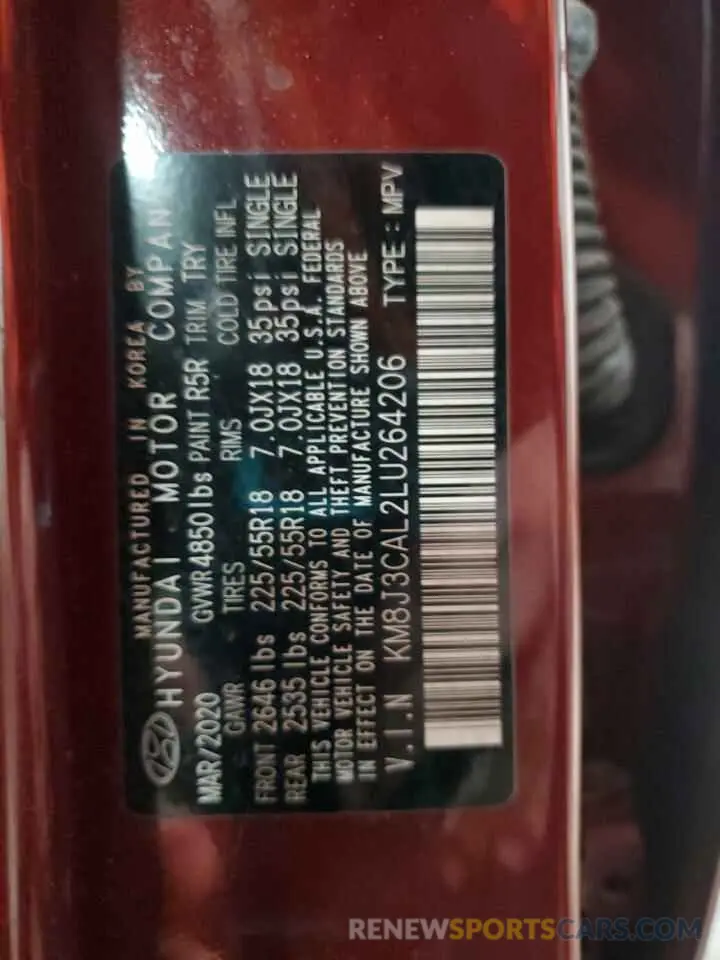 MANUFACTURED IN KOREA BY
HYUNDAI MOTOR COMPAN
MAR/2020 GVWR 4850lbs PAINT R5R TRIM TRY
GAWR TIRES RIMS COLD TIRE INFL
FRONT 2646 lbs 225/55R18 7.0JX18 35psi SINGLE
REAR 2535 lbs 225/55R18 7.0JX18 35psi SINGLE
THIS VEHICLE CONFORMS TO ALL APPLICABLE U.S.A. FEDERAL
MOTOR VEHICLE SAFETY AND THEFT PREVENTION STANDARDS
IN EFFECT ON THE DATE OF MANUFACTURE SHOWN ABOVE
V.I.N KM8J3CAL2LU264206 TYPE : MPV
RENEWSPORTSCARS.COM